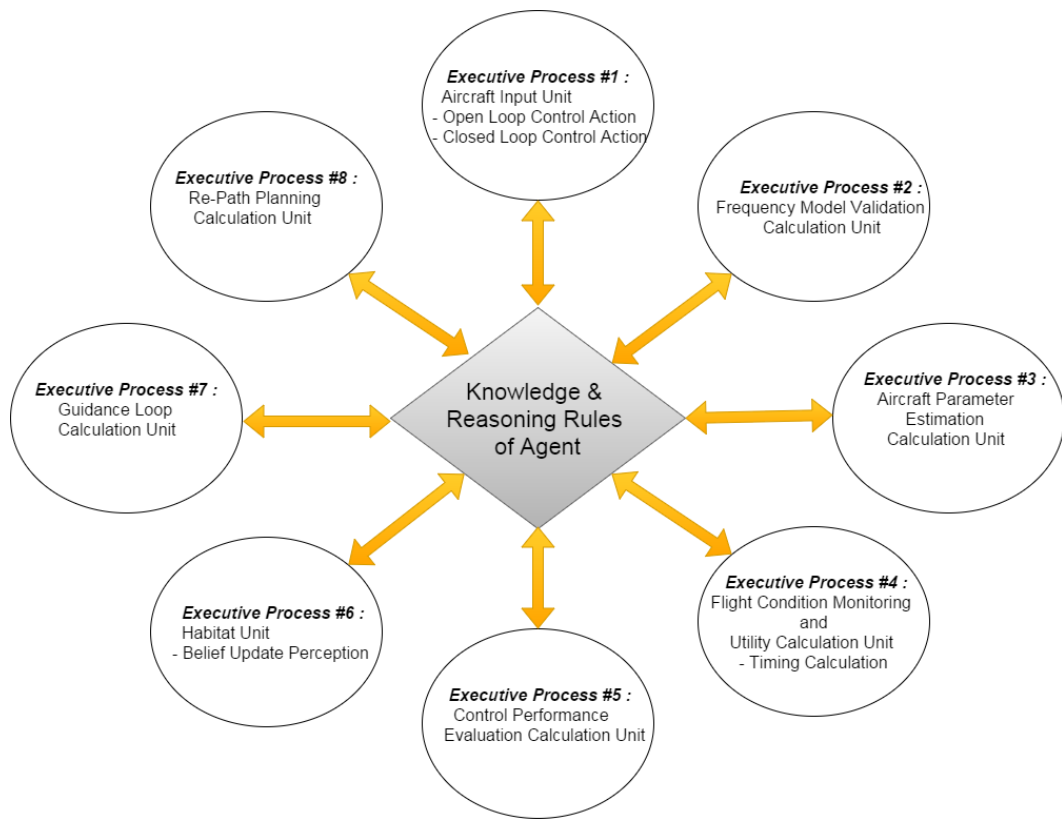 Executive Process #1 :
Aircraft Input Unit
- Open Loop Control Action
- Closed Loop Control Action
Executive Process #2 :
Frequency Model Validation
Calculation Unit
Executive Process #3 :
Aircraft Parameter
Estimation
Calculation Unit
Executive Process #4 :
Flight Condition Monitoring
and
Utility Calculation Unit
- Timing Calculation
Executive Process #5 :
Control Performance
Evaluation Calculation Unit
Executive Process #6 :
Habitat Unit
- Belief Update Perception
Executive Process #7 :
Guidance Loop
Calculation Unit
Executive Process #8 :
Re-Path Planning
Calculation Unit
Knowledge &
Reasoning Rules
of Agent